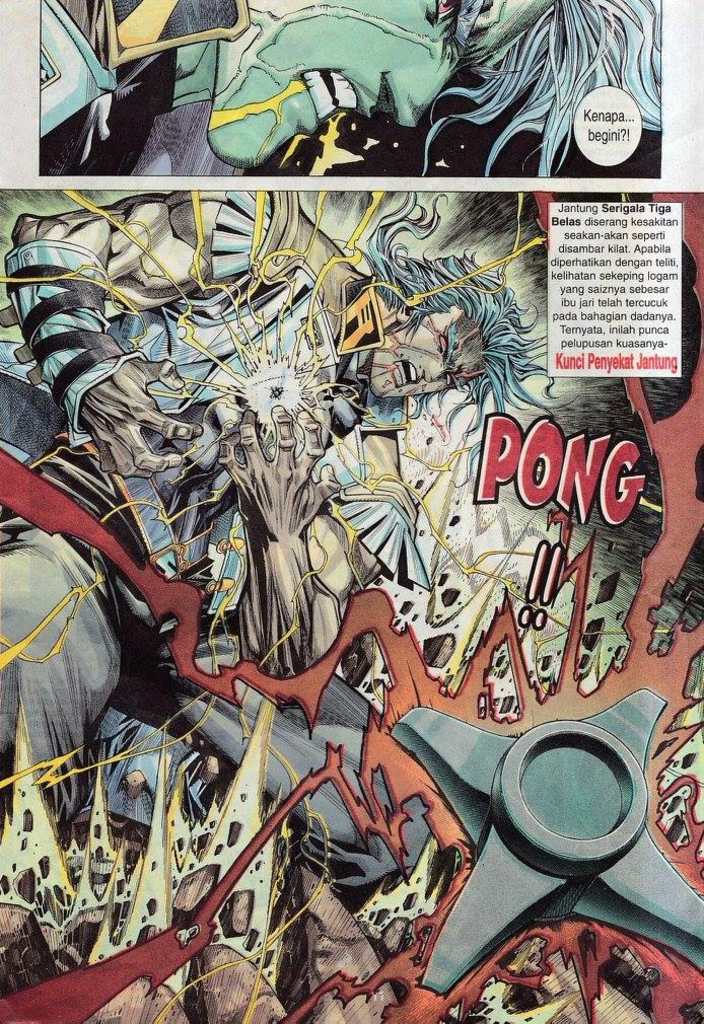 Kenapa...
begini?!
Jantung Serigala Tiga
Belas diserang kesakitan
seakan-akan seperti
disambar kilat. Apabila
diperhatikan dengan teliti,
kelihatan sekeping logam
yang saiznya sebesar
ibu jari telah tercucuk
pada bahagian dadanya.
Ternyata, inilah punca
pelupusan kuasanya-
Kunci Penyekat Jantung
R
PONG
!!